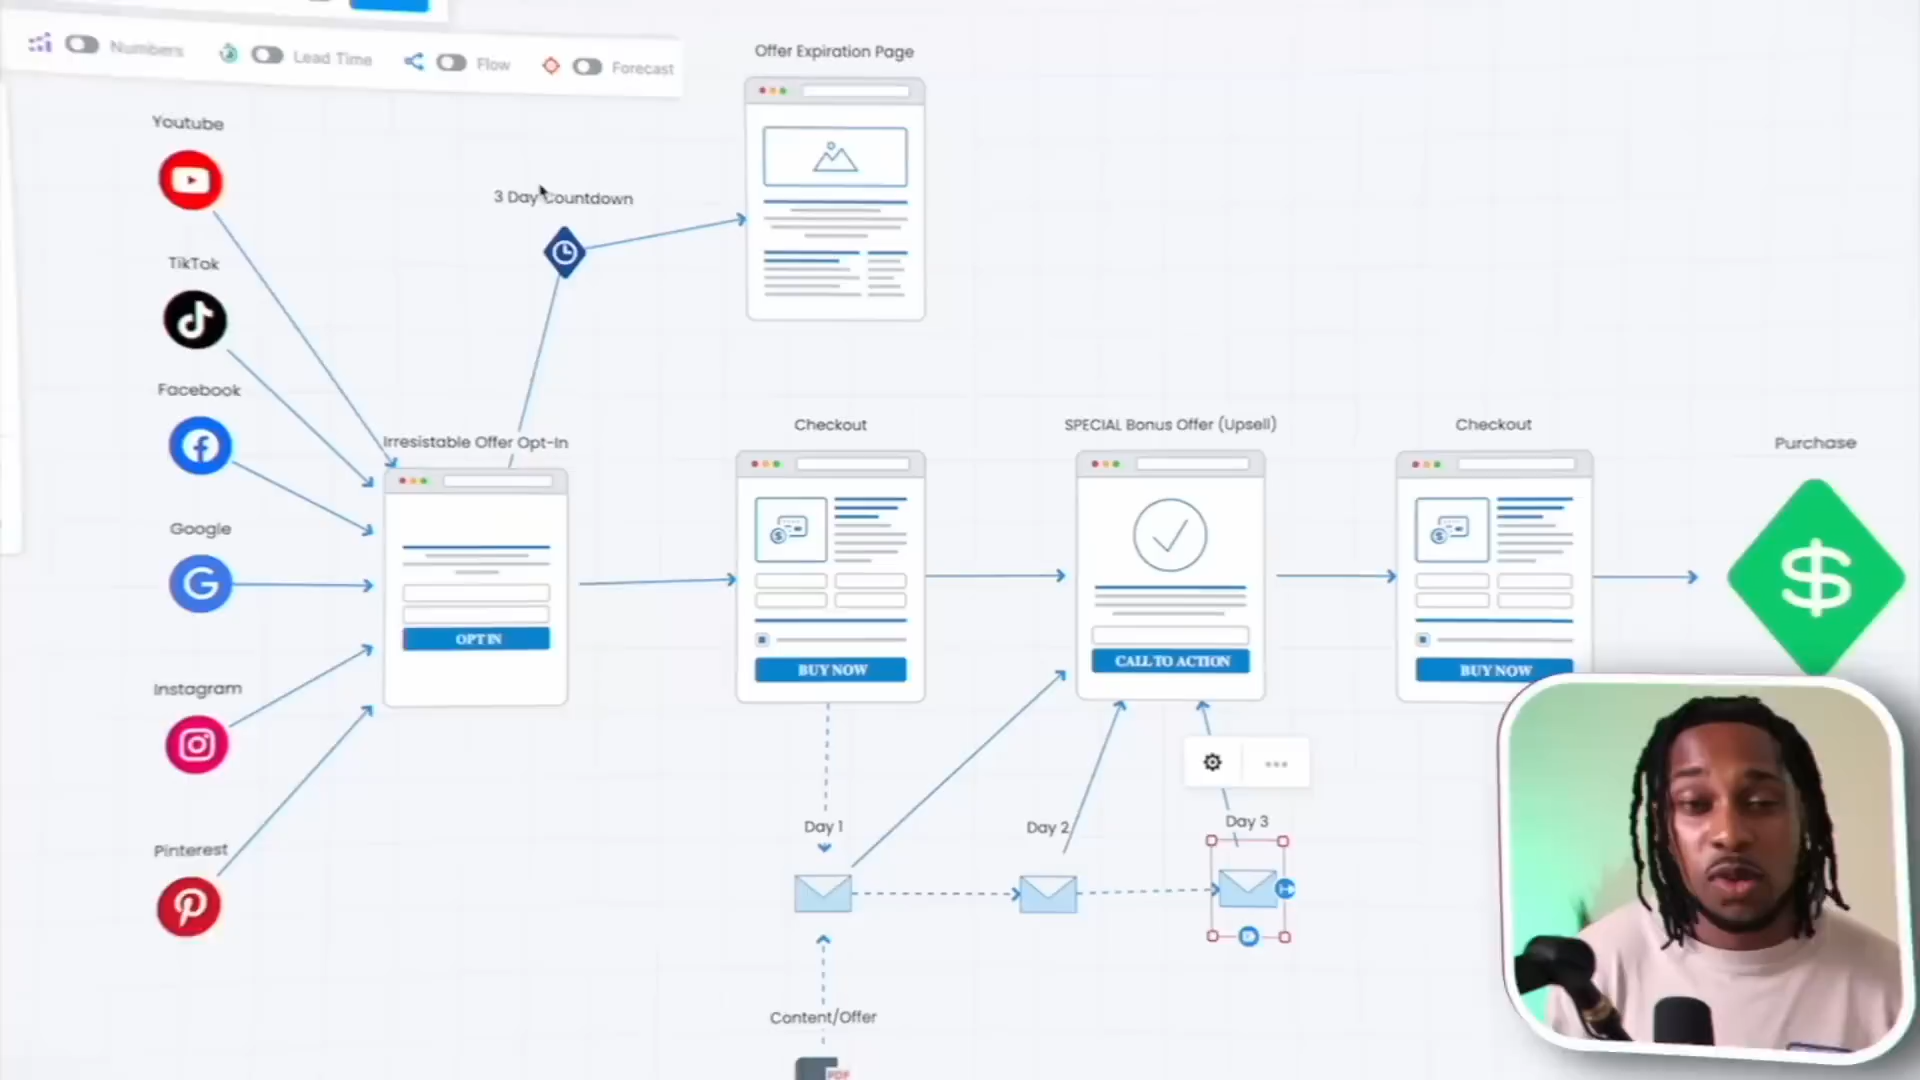 Numbers
Lead Time
Flow
Forecast
Offer Expiration Page
Youtube
3 Day Countdown
TikTok
Facebook
Irresistable Offer Opt-In
Checkout
SPECIAL Bonus Offer (Upsell)
Checkout
Purchase
Google
OPT IN
BUY NOW
CALL TO ACTION
BUY NOW
Instagram
Day 1
Day 2
Day 3
Pinterest
Content/Offer
PDF